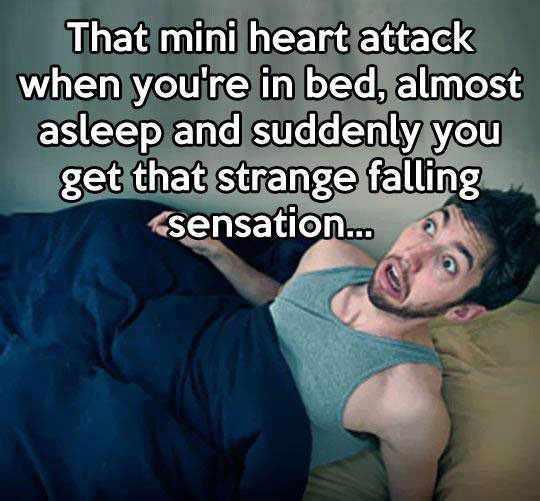 That mini heart attack
when you're in bed, almost
asleep and suddenly you
get that strange falling
sensation...